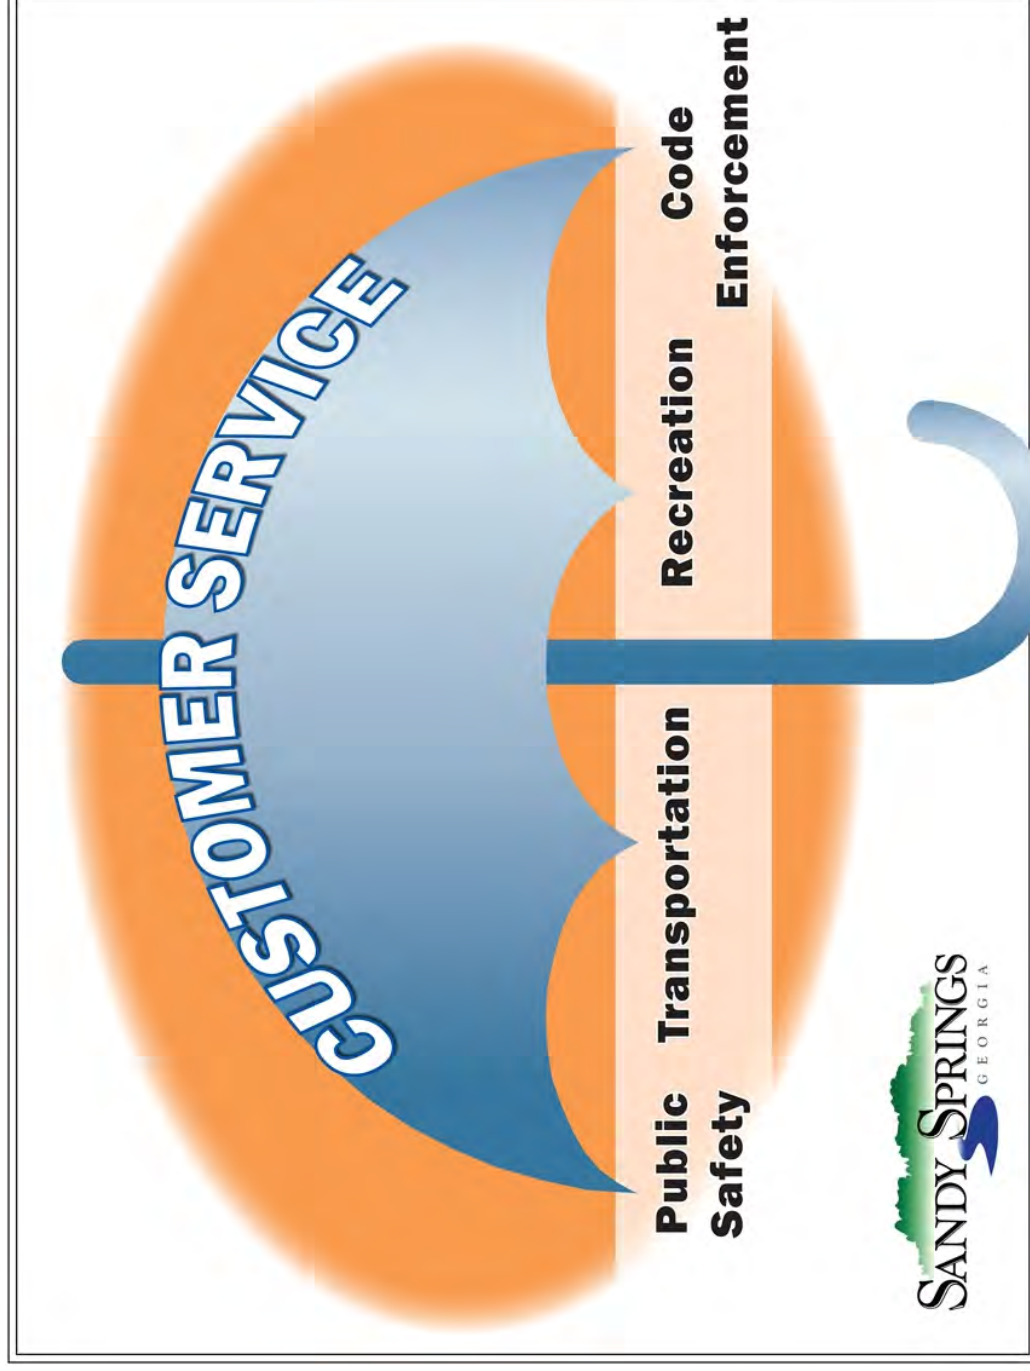 CUSTOMER SERVICE
Public Safety
Transportation
Recreation
Code Enforcement
SANDY SPRINGS
GEORGIA